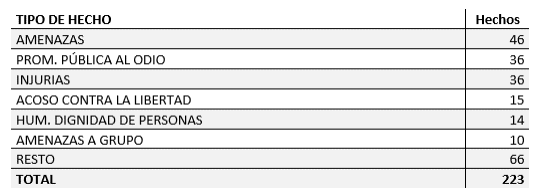 TIPO DE HECHO Hechos
AMENAZAS 46
PROM. PÚBLICA AL ODIO 36
INJURIAS 36
ACOSO CONTRA LA LIBERTAD 15
HUM. DIGNIDAD DE PERSONAS 14
AMENAZAS A GRUPO 10
RESTO 66
TOTAL 223